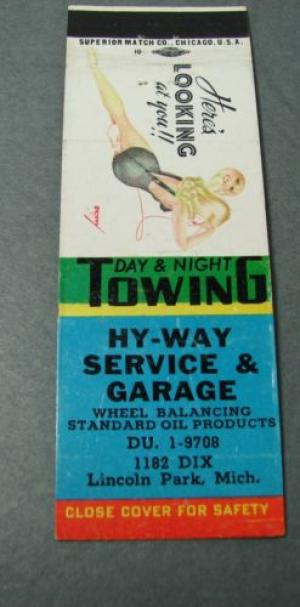 SUPERIOR MATCH CO., CHICAGO, U.S.A.
Here's
LOOKING
at you!!
DAY & NIGHT
TOWING
HY-WAY
SERVICE &
GARAGE
WHEEL BALANCING
STANDARD OIL PRODUCTS
DU. 1-9708
1182 DIX
Lincoln Park, Mich.
CLOSE COVER FOR SAFETY